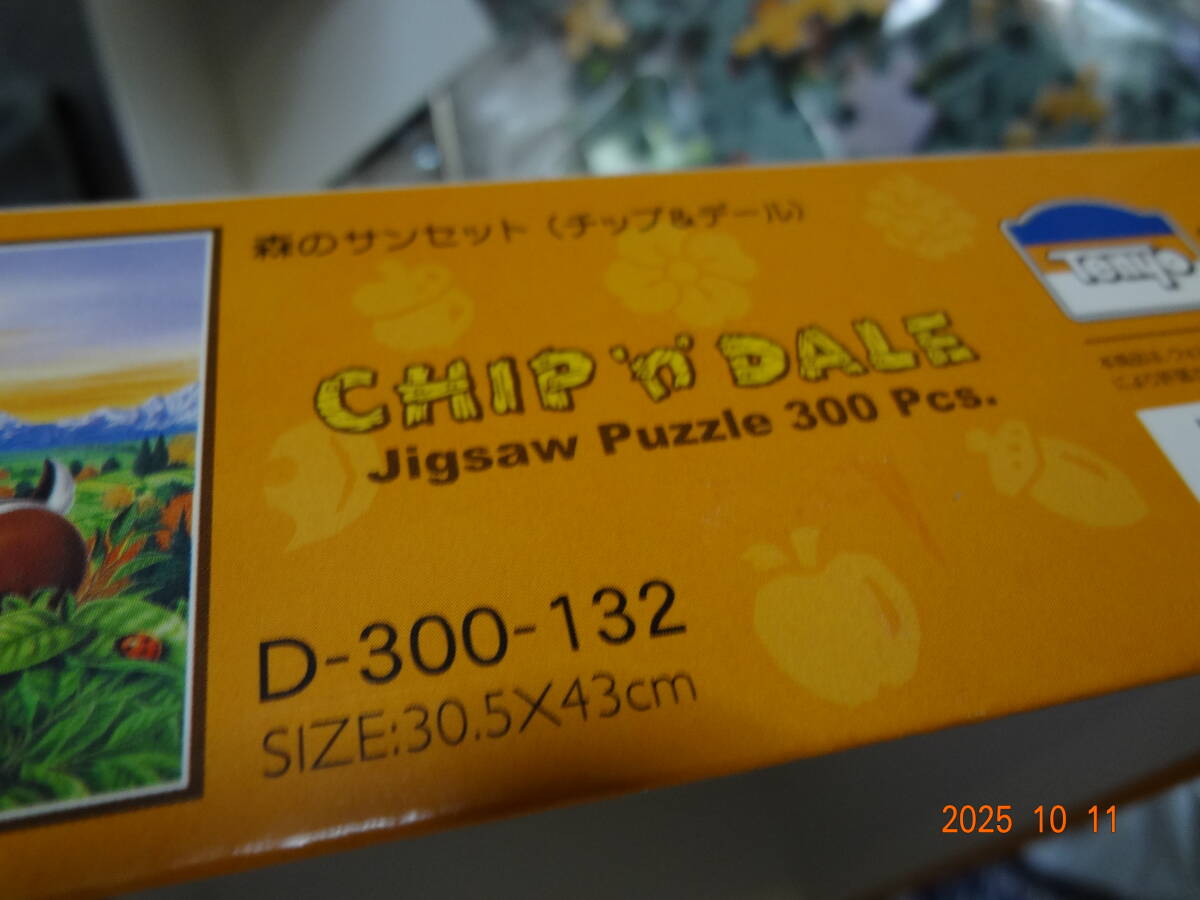 森のサンセット（チップ&デール）
Tenyo
CHIP 'n' DALE
Jigsaw Puzzle 300 Pcs.
D-300-132
SIZE:30.5X43cm
2025 10 11